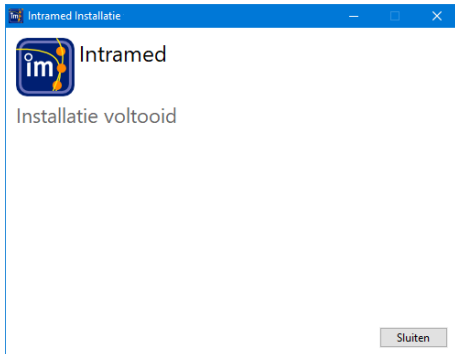 Intramed Installatie
im
Intramed
Installatie voltooid
Sluiten